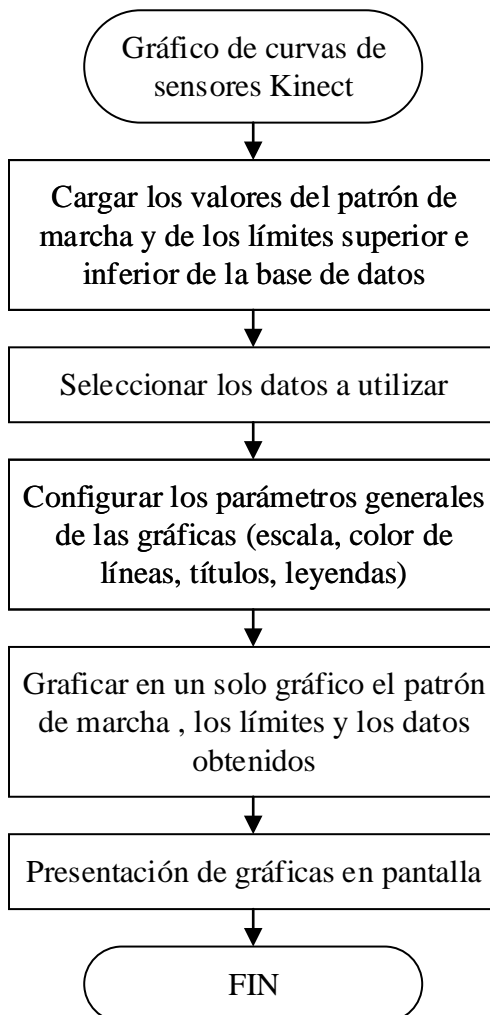 Gráfico de curvas de
sensores Kinect
Cargar los valores del patrón de
marcha y de los límites superior e
inferior de la base de datos
Seleccionar los datos a utilizar
Configurar los parámetros generales
de las gráficas (escala, color de
líneas, títulos, leyendas)
Graficar en un solo gráfico el patrón
de marcha , los límites y los datos
obtenidos
Presentación de gráficas en pantalla
FIN